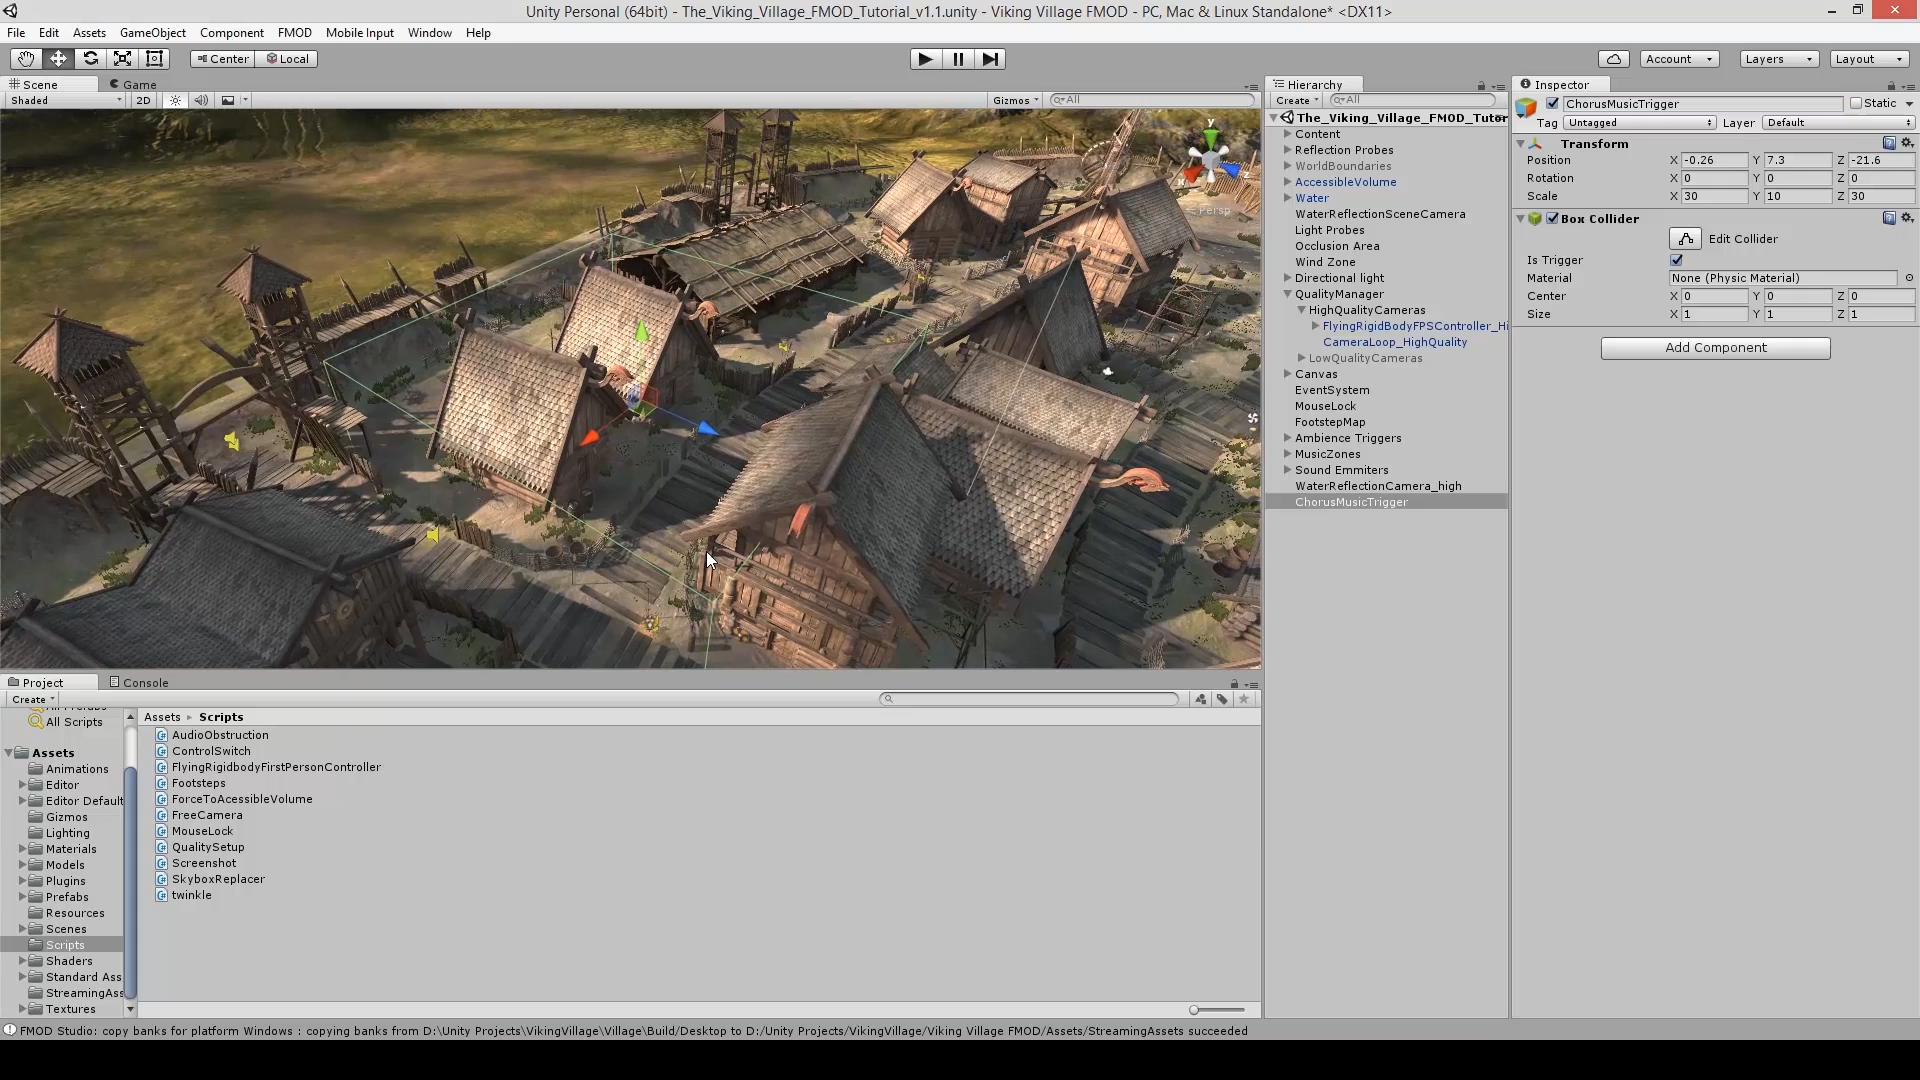 Unity Personal (64bit) - The_Viking_Village_FMOD_Tutorial_v1.1.unity - Viking Village FMOD - PC, Mac & Linux Standalone* <DX11>
File Edit Assets GameObject Component FMOD Mobile Input Window Help
Center Local Account Layers Layout
Scene Game
Shaded 2D Gizmos All
y
x
z
Persp
Hierarchy
Create All
The_Viking_Village_FMOD_Tutor
Content
Reflection Probes
WorldBoundaries
AccessibleVolume
Water
WaterReflectionSceneCamera
Light Probes
Occlusion Area
Wind Zone
Directional light
QualityManager
HighQualityCameras
FlyingRigidBodyFPSController_Hi
CameraLoop_HighQuality
LowQualityCameras
Canvas
EventSystem
MouseLock
FootstepMap
Ambience Triggers
MusicZones
Sound Emmiters
WaterReflectionCamera_high
ChorusMusicTrigger
Inspector
ChorusMusicTrigger Static
Tag Untagged Layer Default
Transform
Position X -0.26 Y 7.3 Z -21.6
Rotation X 0 Y 0 Z 0
Scale X 30 Y 10 Z 30
Box Collider
Edit Collider
Is Trigger
Material None (Physic Material)
Center X 0 Y 0 Z 0
Size X 1 Y 1 Z 1
Add Component
Project Console
Create
All Scripts
Assets
Animations
Editor
Editor Default
Gizmos
Lighting
Materials
Models
Plugins
Prefabs
Resources
Scenes
Scripts
Shaders
Standard Ass
StreamingAss
Textures
Assets Scripts
AudioObstruction
ControlSwitch
FlyingRigidbodyFirstPersonController
Footsteps
ForceToAcessibleVolume
FreeCamera
MouseLock
QualitySetup
Screenshot
SkyboxReplacer
twinkle
FMOD Studio: copy banks for platform Windows : copying banks from D:\Unity Projects\VikingVillage\Village\Build/Desktop to D:/Unity Projects/VikingVillage/Viking Village FMOD/Assets/StreamingAssets succeeded